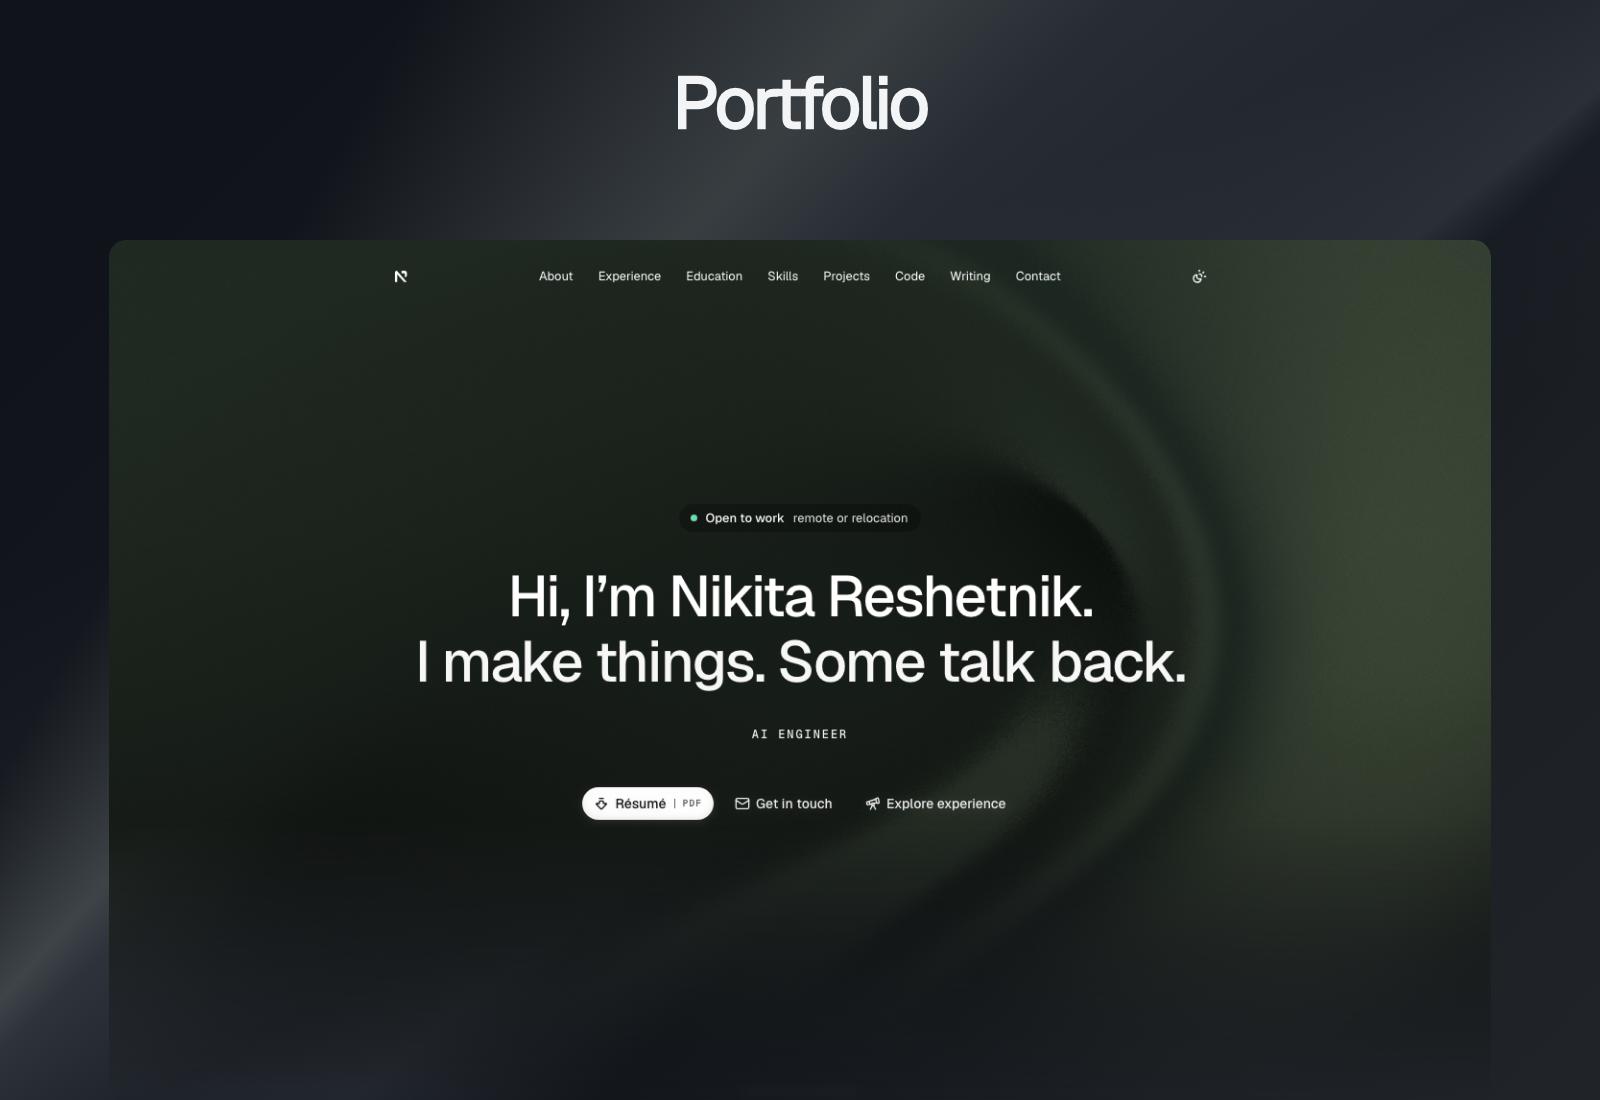 Portfolio
About Experience Education Skills Projects Code Writing Contact
Open to work remote or relocation
Hi, I’m Nikita Reshetnik.
I make things. Some talk back.
AI ENGINEER
Résumé | PDF Get in touch Explore experience